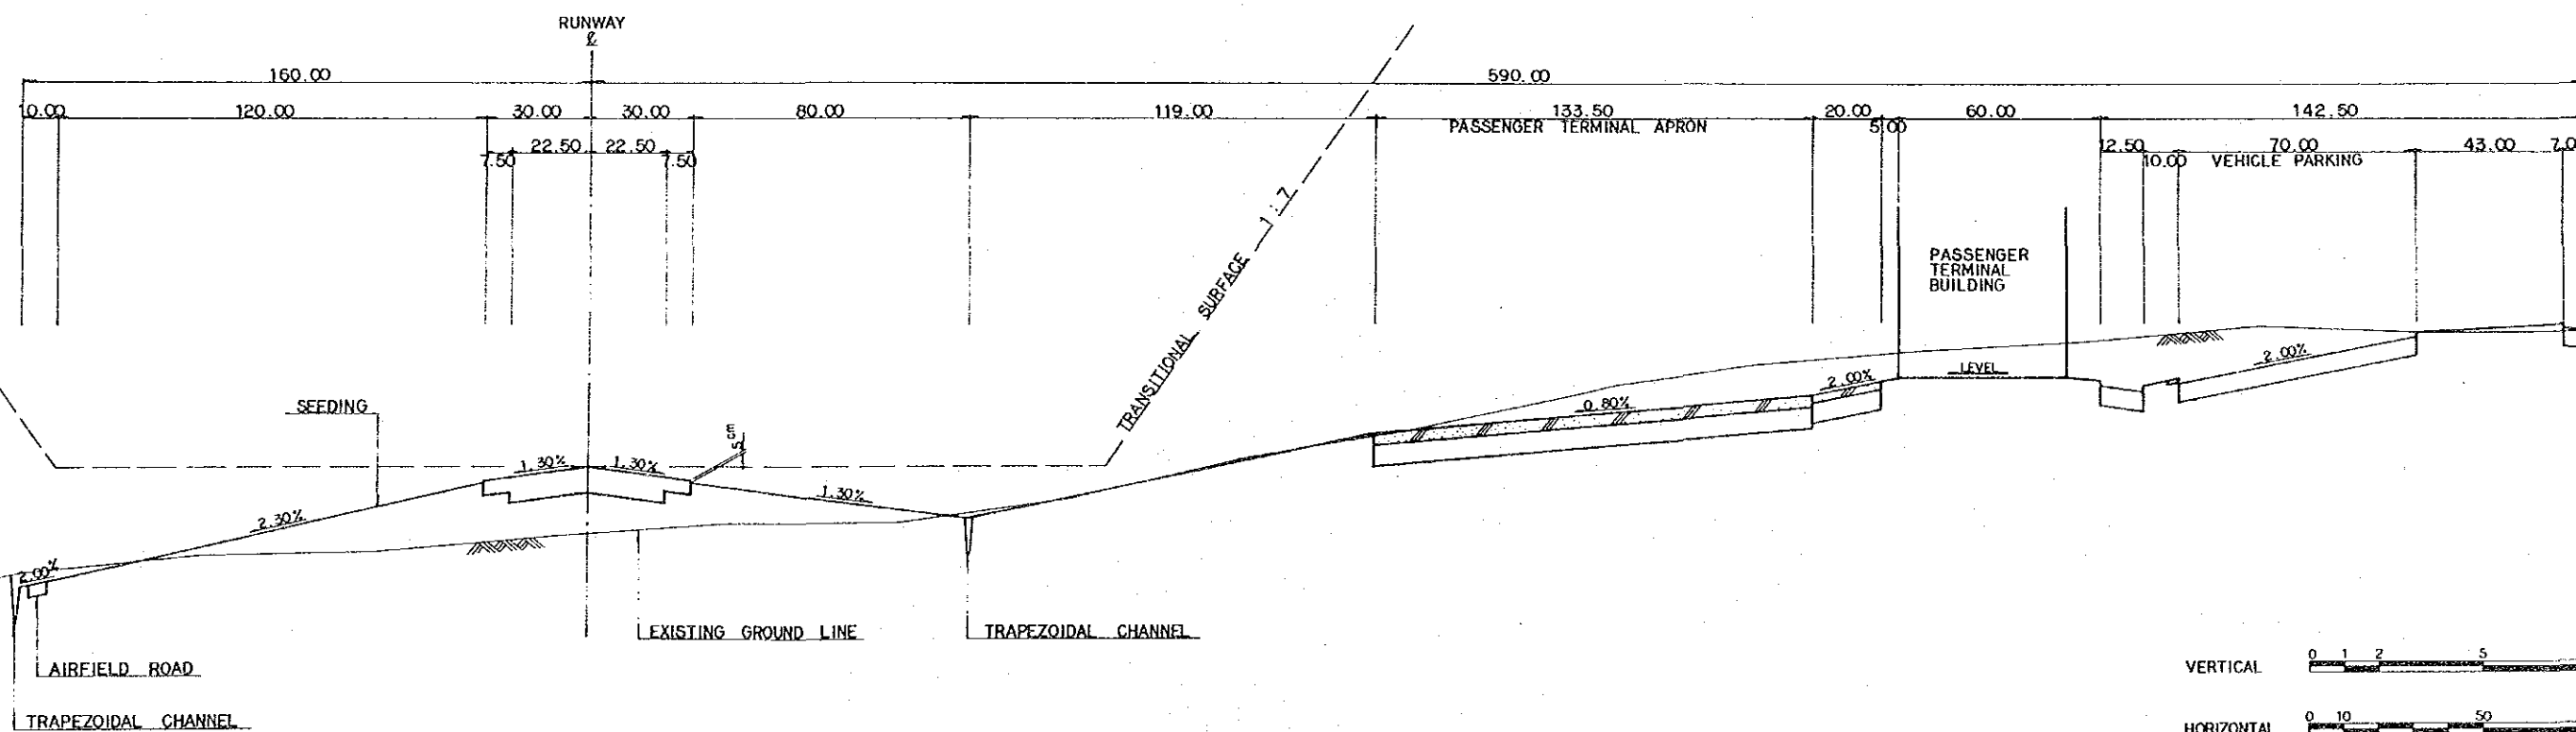 RUNWAY
℄
160.00
590.00
10.00
120.00
30.00
30.00
80.00
119.00
133.50
20.00
5.00
60.00
142.50
PASSENGER TERMINAL APRON
7.50
22.50
22.50
7.50
12.50
10.00
70.00
VEHICLE PARKING
43.00
TRANSITIONAL SURFACE 1 : 7
PASSENGER
TERMINAL
BUILDING
LEVEL
2.00%
2.00%
0.80%
SEEDING
5cm
1.30%
1.30%
1.30%
2.30%
2.00%
EXISTING GROUND LINE
TRAPEZOIDAL CHANNEL
AIRFIELD ROAD
TRAPEZOIDAL CHANNEL
VERTICAL
0 1 2 5
HORIZONTAL
0 10 50